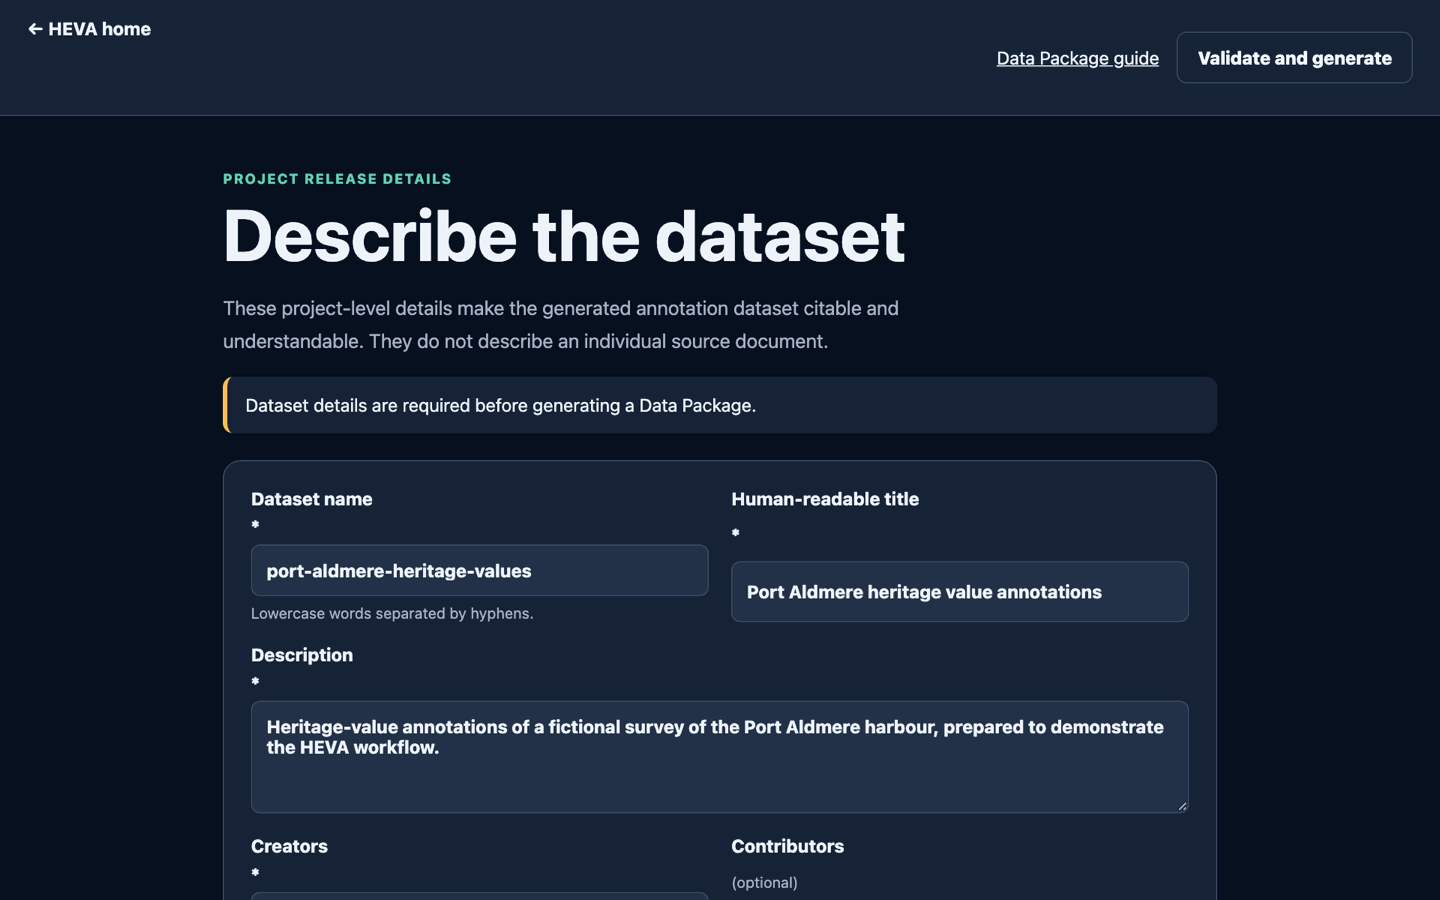 ← HEVA home
Data Package guide
Validate and generate
PROJECT RELEASE DETAILS
Describe the dataset
These project-level details make the generated annotation dataset citable and
understandable. They do not describe an individual source document.
Dataset details are required before generating a Data Package.
Dataset name
*
port-aldmere-heritage-values
Lowercase words separated by hyphens.
Human-readable title
*
Port Aldmere heritage value annotations
Description
*
Heritage-value annotations of a fictional survey of the Port Aldmere harbour, prepared to demonstrate
the HEVA workflow.
Creators
*
Contributors
(optional)